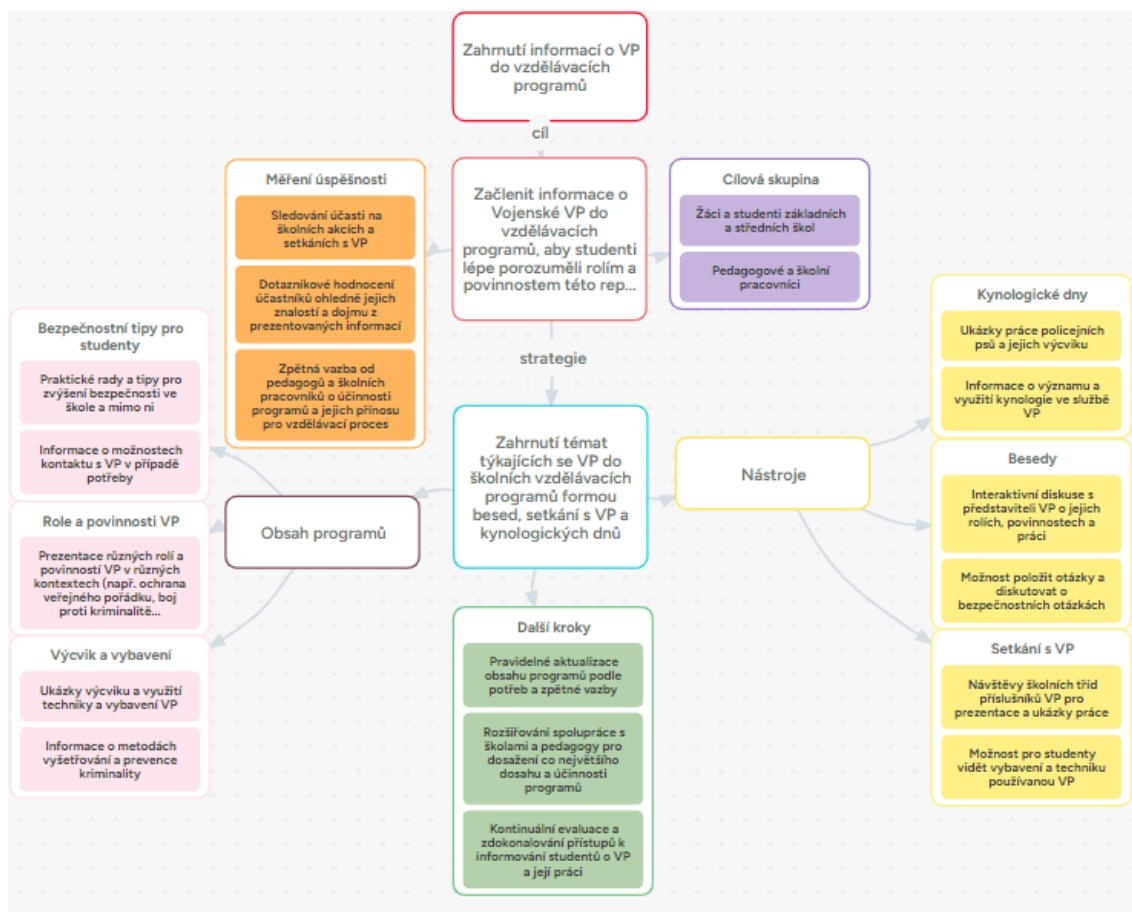 Zahrnutí informací o VP
do vzdělávacích
programů
cíl
Měření úspěšnosti
Sledování účasti na
školních akcích a
setkáních s VP
Dotazníkové hodnocení
účastníků ohledně jejich
znalostí a dojmu z
prezentovaných informací
Zpětná vazba od
pedagogů a školních
pracovníků o účinnosti
programů a jejich přínosu
pro vzdělávací proces
Začlenit informace o
Vojenské VP do
vzdělávacích
programů, aby studenti
lépe porozuměli rolím a
povinnostem této rep...
Cílová skupina
Žáci a studenti základních
a středních škol
Pedagogové a školní
pracovníci
strategie
Zahrnutí témat
týkajících se VP do
školních vzdělávacích
programů formou
besed, setkání s VP a
kynologických dnů
Obsah programů
Bezpečnostní tipy pro
studenty
Praktické rady a tipy pro
zvýšení bezpečnosti ve
škole a mimo ni
Informace o možnostech
kontaktu s VP v případě
potřeby
Role a povinnosti VP
Prezentace různých rolí a
povinností VP v různých
kontextech (např. ochrana
veřejného pořádku, boj
proti kriminalitě...
Výcvik a vybavení
Ukázky výcviku a využití
techniky a vybavení VP
Informace o metodách
vyšetřování a prevence
kriminality
Nástroje
Kynologické dny
Ukázky práce policejních
psů a jejich výcviku
Informace o významu a
využití kynologie ve službě
VP
Besedy
Interaktivní diskuse s
představiteli VP o jejich
rolích, povinnostech a
práci
Možnost položit otázky a
diskutovat o
bezpečnostních otázkách
Setkání s VP
Návštěvy školních tříd
příslušníků VP pro
prezentace a ukázky práce
Možnost pro studenty
vidět vybavení a techniku
používanou VP
Další kroky
Pravidelné aktualizace
obsahu programů podle
potřeb a zpětné vazby
Rozšiřování spolupráce s
školami a pedagogy pro
dosažení co největšího
dosahu a účinnosti
programů
Kontinuální evaluace a
zdokonalování přístupů k
informování studentů o VP
a její práci